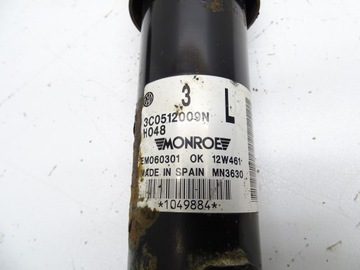 3 L
3C0512009N
H048
MONROE
EM060301 OK 12W461
MADE IN SPAIN MN3630
*1049884*